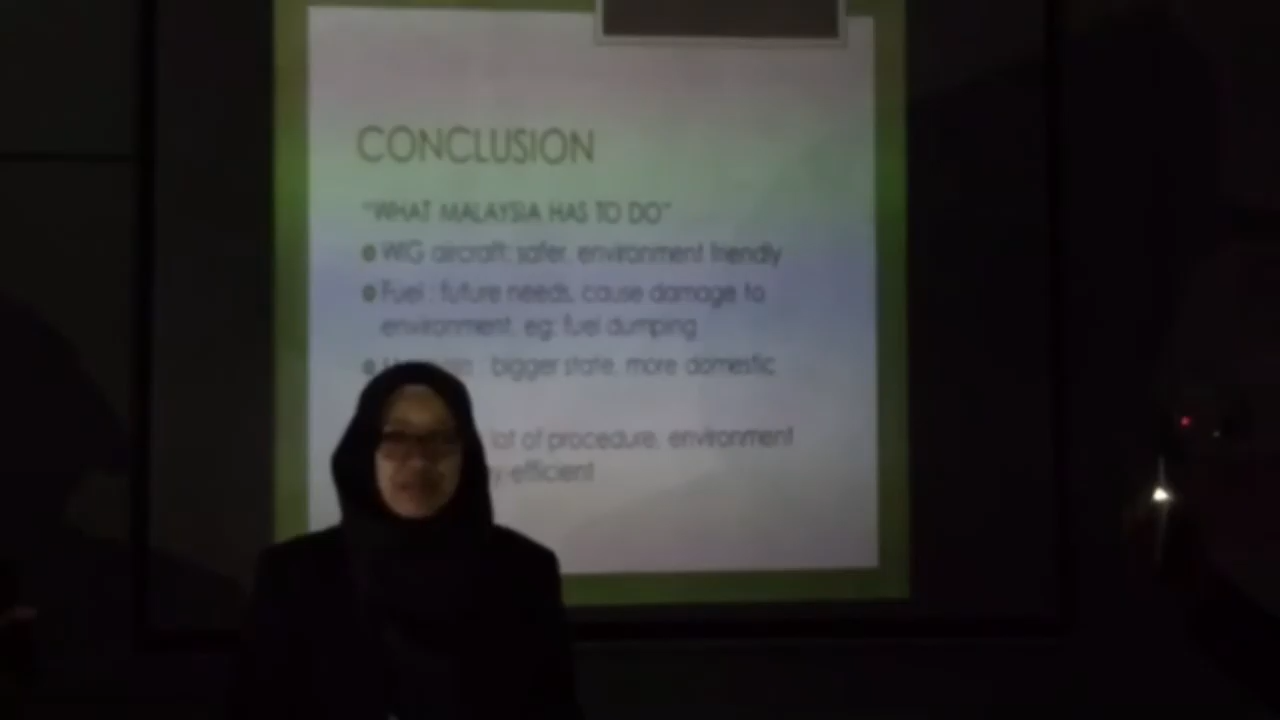 CONCLUSION
"WHAT MALAYSIA HAS TO DO"
WIG aircraft: safer, environment friendly
Fuel : future needs, cause damage to
environment, eg: fuel dumping
: bigger state, more domestic
lot of procedure, environment
efficient